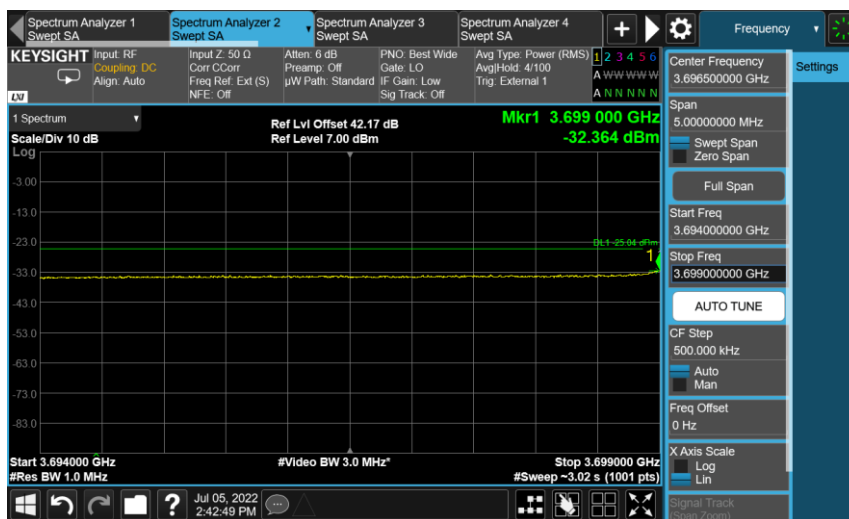 Spectrum Analyzer 1
Swept SA
Spectrum Analyzer 2
Swept SA
Spectrum Analyzer 3
Swept SA
Spectrum Analyzer 4
Swept SA
+
Frequency
KEYSIGHT
LXI
Input: RF
Coupling: DC
Align: Auto
Input Z: 50 Ω
Corr CCorr
Freq Ref: Ext (S)
NFE: Off
Atten: 6 dB
Preamp: Off
µW Path: Standard
PNO: Best Wide
Gate: LO
IF Gain: Low
Sig Track: Off
Avg Type: Power (RMS)
Avg|Hold: 4/100
Trig: External 1
1 2 3 4 5 6
A W W W W W
A N N N N N
1 Spectrum
Scale/Div 10 dB
Log
Ref Lvl Offset 42.17 dB
Ref Level 7.00 dBm
Mkr1 3.699 000 GHz
-32.364 dBm
-3.00
-13.0
-23.0
DL1 -25.04 dBm
1
-33.0
-43.0
-53.0
-63.0
-73.0
-83.0
Start 3.694000 GHz
#Res BW 1.0 MHz
#Video BW 3.0 MHz*
Stop 3.699000 GHz
#Sweep ~3.02 s (1001 pts)
Center Frequency
3.696500000 GHz
Span
5.00000000 MHz
Swept Span
Zero Span
Full Span
Start Freq
3.694000000 GHz
Stop Freq
3.699000000 GHz
AUTO TUNE
CF Step
500.000 kHz
Auto
Man
Freq Offset
0 Hz
X Axis Scale
Log
Lin
Signal Track
(Span Zoom)
Settings
?
Jul 05, 2022
2:42:49 PM